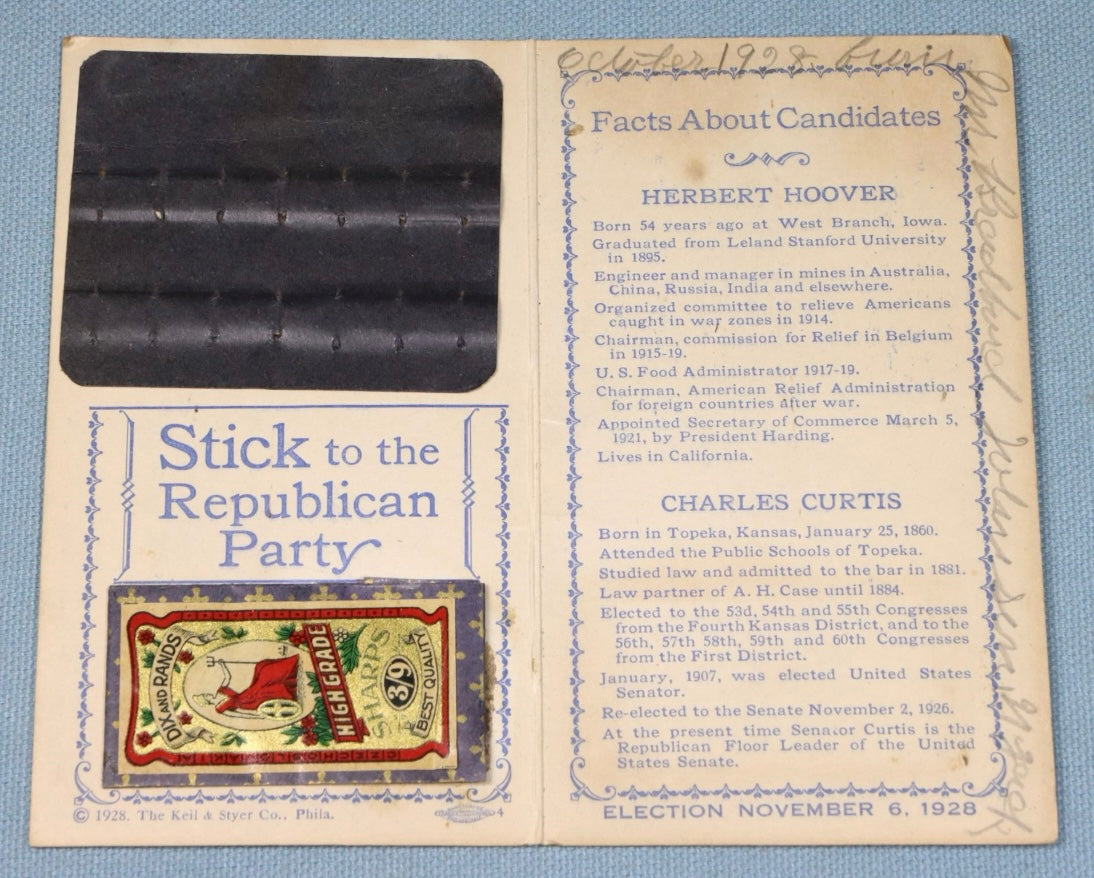 Stick to the
Republican
Party
DIX AND RANDS
HIGH GRADE
SHARPS
3/9
BEST QUALITY
© 1928. The Keil & Styer Co., Phila.
4
October 1928
Facts About Candidates
HERBERT HOOVER
Born 54 years ago at West Branch, Iowa.
Graduated from Leland Stanford University
in 1895.
Engineer and manager in mines in Australia,
China, Russia, India and elsewhere.
Organized committee to relieve Americans
caught in war zones in 1914.
Chairman, commission for Relief in Belgium
in 1915-19.
U. S. Food Administrator 1917-19.
Chairman, American Relief Administration
for foreign countries after war.
Appointed Secretary of Commerce March 5,
1921, by President Harding.
Lives in California.
CHARLES CURTIS
Born in Topeka, Kansas, January 25, 1860.
Attended the Public Schools of Topeka.
Studied law and admitted to the bar in 1881.
Law partner of A. H. Case until 1884.
Elected to the 53d, 54th and 55th Congresses
from the Fourth Kansas District, and to the
56th, 57th 58th, 59th and 60th Congresses
from the First District.
January, 1907, was elected United States
Senator.
Re-elected to the Senate November 2, 1926.
At the present time Senator Curtis is the
Republican Floor Leader of the United
States Senate.
ELECTION NOVEMBER 6, 1928